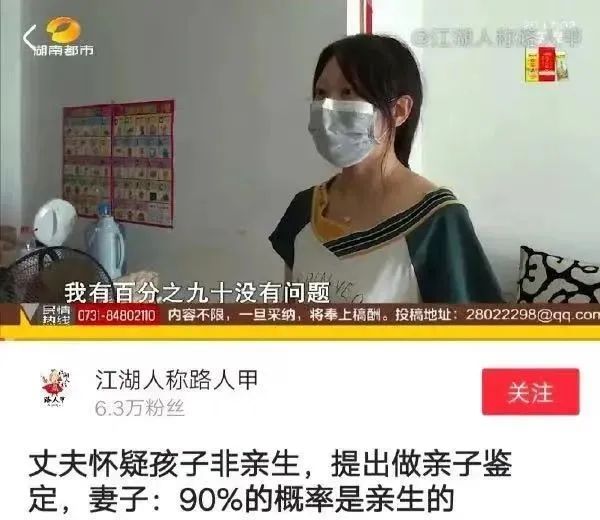 湖南都市
@江湖人称路人甲
我有百分之九十没有问题
民情热线
0731-84802110 内容不限，一旦采纳，将奉上稿酬。投稿地址：28022298@qq.com
江湖人称路人甲
6.3万粉丝
关注
路人甲
丈夫怀疑孩子非亲生，提出做亲子鉴
定，妻子：90%的概率是亲生的